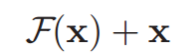 ℱ(𝐱) + 𝐱